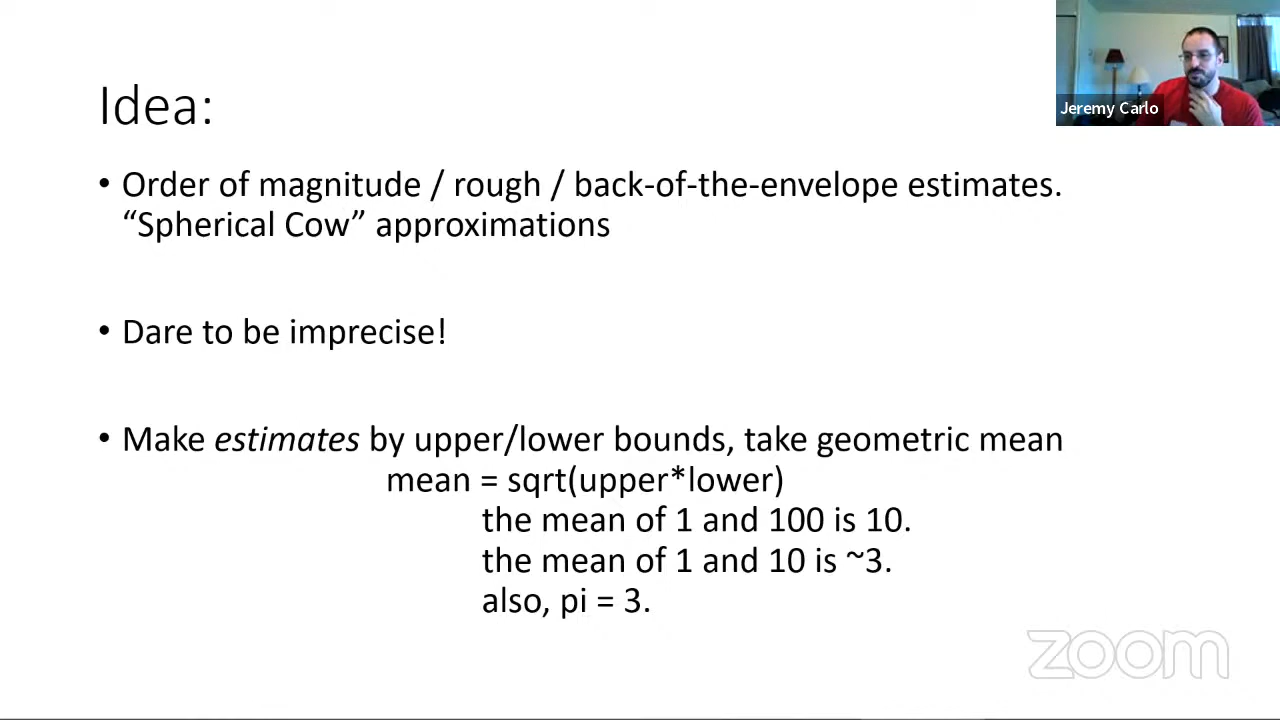 Idea:
Jeremy Carlo
• Order of magnitude / rough / back-of-the-envelope estimates.
“Spherical Cow” approximations
• Dare to be imprecise!
• Make estimates by upper/lower bounds, take geometric mean
mean = sqrt(upper*lower)
the mean of 1 and 100 is 10.
the mean of 1 and 10 is ~3.
also, pi = 3.
zoom